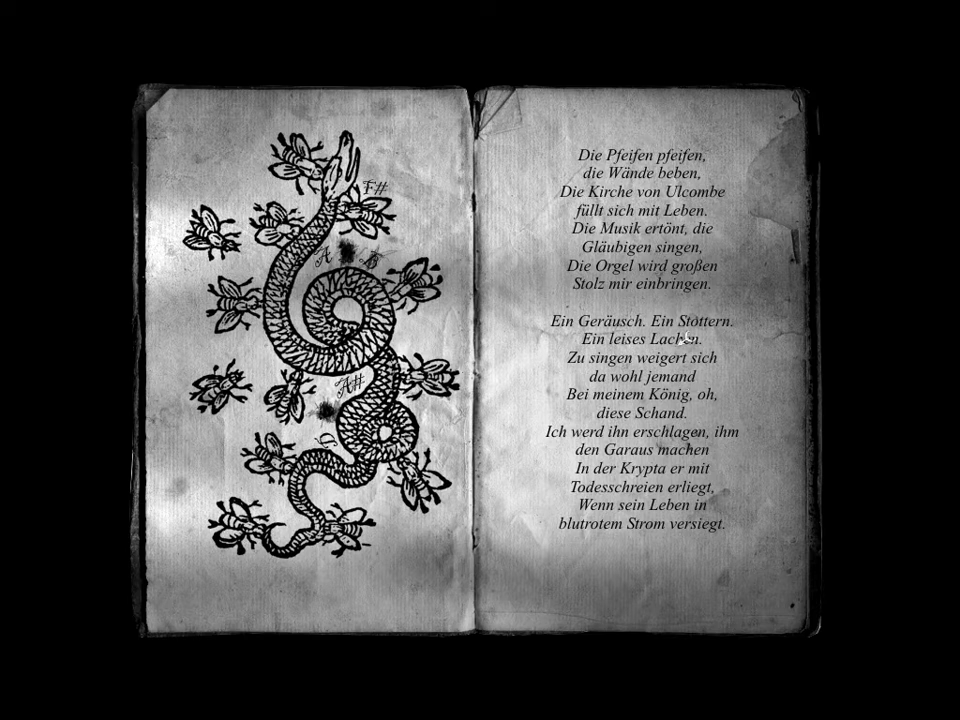 F#
A
A#
D
Die Pfeifen pfeifen,
die Wände beben,
Die Kirche von Ulcombe
füllt sich mit Leben.
Die Musik ertönt, die
Gläubigen singen,
Die Orgel wird großen
Stolz mir einbringen.
Ein Geräusch. Ein Stottern.
Ein leises Lachen.
Zu singen weigert sich
da wohl jemand
Bei meinem König, oh,
diese Schand.
Ich werd ihn erschlagen, ihm
den Garaus machen
In der Krypta er mit
Todesschreien erliegt,
Wenn sein Leben in
blutrotem Strom versiegt.